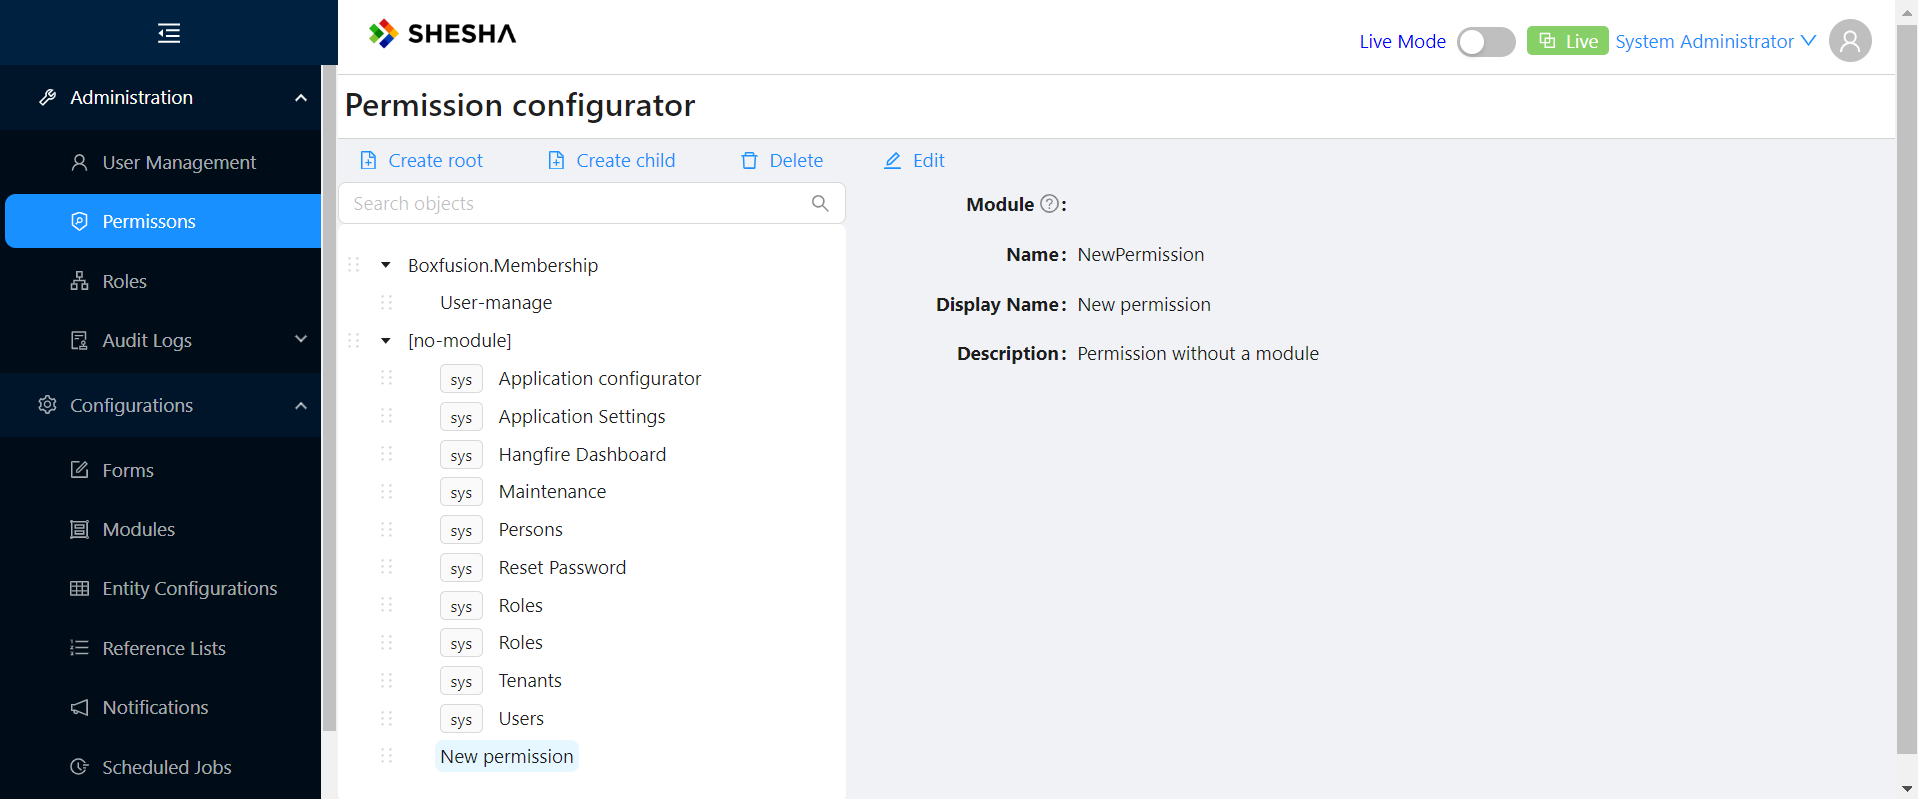 SHESHA
Live Mode
Live
System Administrator
Administration
User Management
Permissons
Roles
Audit Logs
Configurations
Forms
Modules
Entity Configurations
Reference Lists
Notifications
Scheduled Jobs
Permission configurator
Create root
Create child
Delete
Edit
Search objects
Boxfusion.Membership
User-manage
[no-module]
sys Application configurator
sys Application Settings
sys Hangfire Dashboard
sys Maintenance
sys Persons
sys Reset Password
sys Roles
sys Roles
sys Tenants
sys Users
New permission
Module ? :
Name: NewPermission
Display Name: New permission
Description: Permission without a module